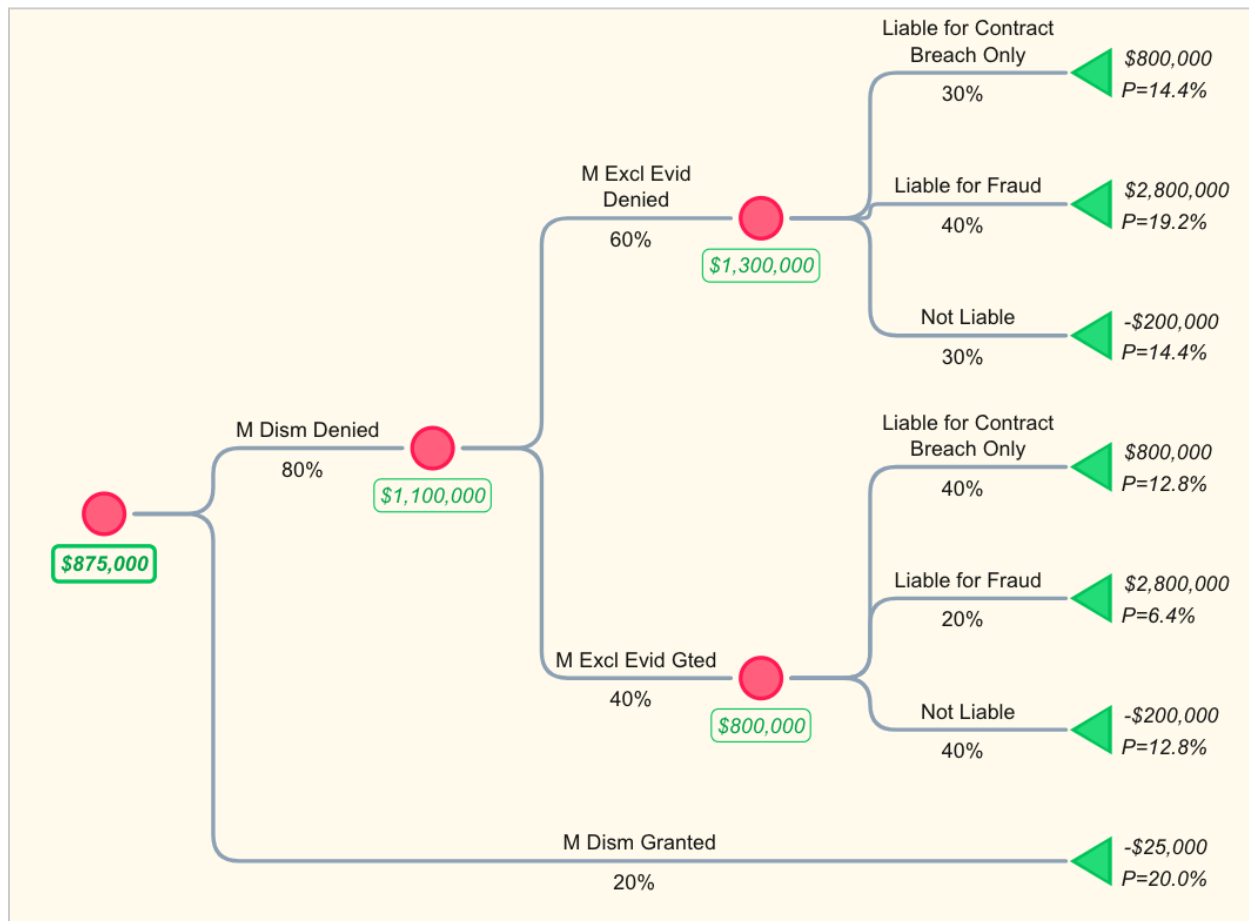 Liable for Contract
Breach Only
30%
$800,000
P=14.4%
M Excl Evid
Denied
60%
$1,300,000
Liable for Fraud
40%
$2,800,000
P=19.2%
Not Liable
30%
-$200,000
P=14.4%
M Dism Denied
80%
$1,100,000
$875,000
Liable for Contract
Breach Only
40%
$800,000
P=12.8%
Liable for Fraud
20%
$2,800,000
P=6.4%
M Excl Evid Gted
40%
$800,000
Not Liable
40%
-$200,000
P=12.8%
M Dism Granted
20%
-$25,000
P=20.0%